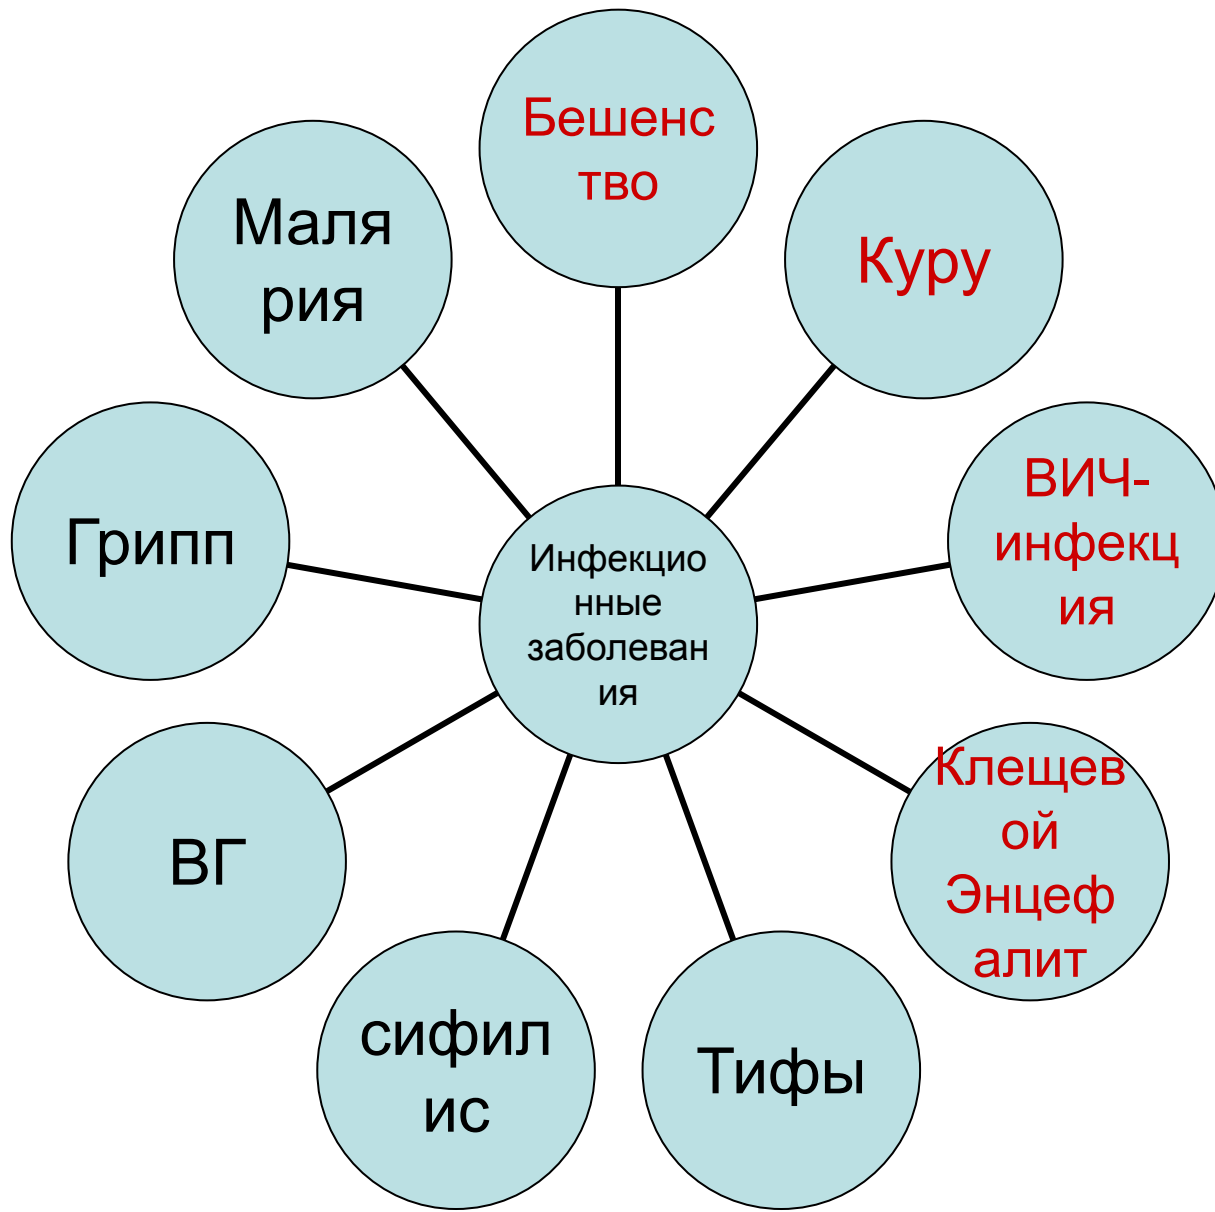 Бешенс
тво
Куру
ВИЧ-
инфекц
ия
Клещев
ой
Энцеф
алит
Тифы
сифил
ис
ВГ
Грипп
Маля
рия
Инфекцио
нные
заболеван
ия